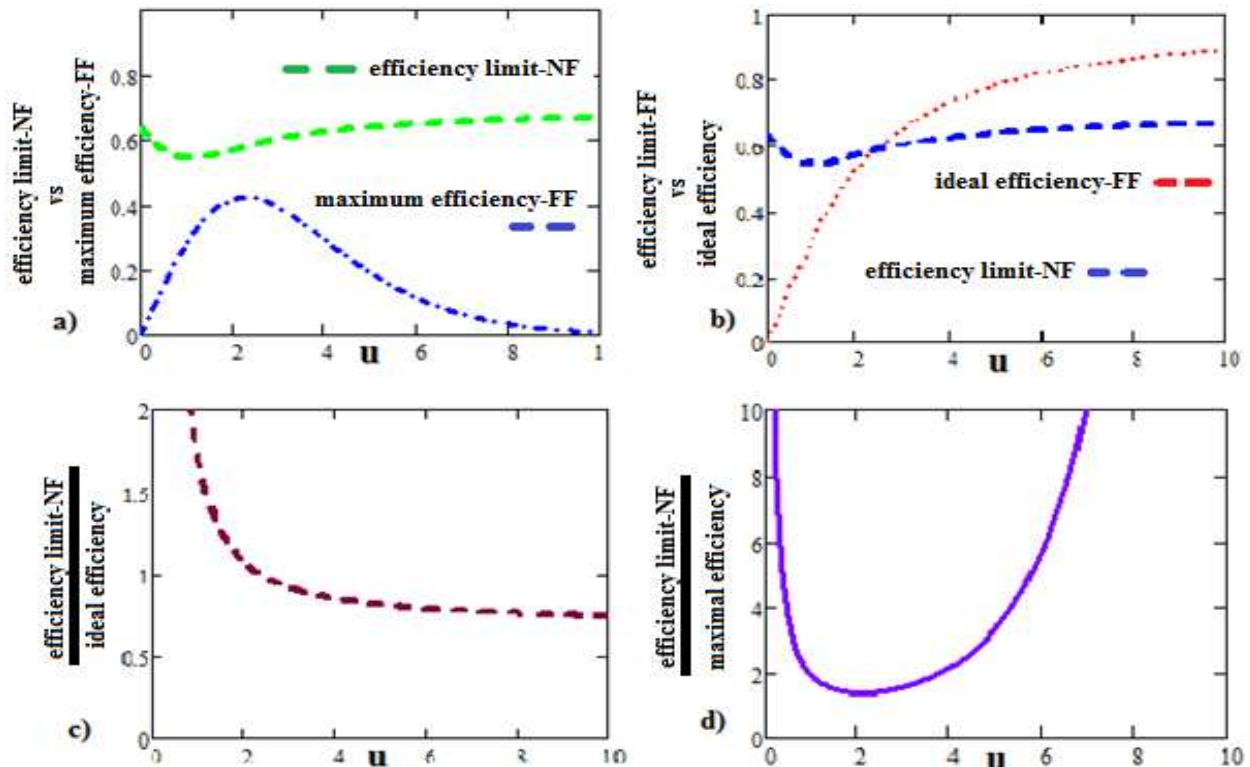 efficiency limit-NF
vs
maximum efficiency-FF
0.8
0.6
0.4
0.2
0
efficiency limit-NF
maximum efficiency-FF
a)
0 2 4 6 8 1
u
efficiency limit-FF
vs
ideal efficiency
1
0.8
0.6
0.4
0.2
0
ideal efficiency-FF
efficiency limit-NF
b)
0 2 4 6 8 10
u
efficiency limit-NF
ideal efficiency
2
1.5
1
0.5
0
c)
0 2 4 6 8 10
u
efficiency limit-NF
maximal efficiency
10
8
6
4
2
0
d)
0 2 4 6 8 10
u